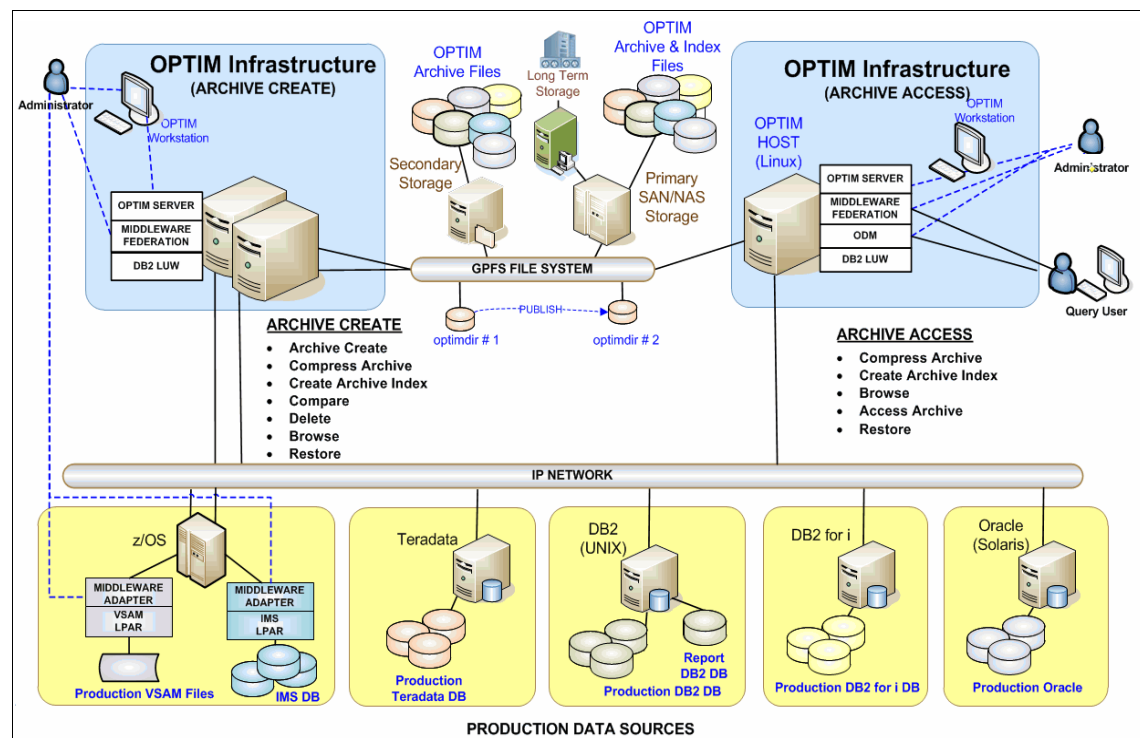 OPTIM Infrastructure
(ARCHIVE CREATE)
Administrator
OPTIM
Workstation
OPTIM SERVER
MIDDLEWARE
FEDERATION
DB2 LUW
OPTIM
Archive Files
Long Term
Storage
OPTIM
Archive & Index
Files
Secondary
Storage
Primary
SAN/NAS
Storage
GPFS FILE SYSTEM
PUBLISH
optimdir # 1
optimdir # 2
OPTIM Infrastructure
(ARCHIVE ACCESS)
OPTIM
HOST
(Linux)
OPTIM
Workstation
Administrator
OPTIM SERVER
MIDDLEWARE
FEDERATION
ODM
DB2 LUW
Query User
ARCHIVE CREATE
• Archive Create
• Compress Archive
• Create Archive Index
• Compare
• Delete
• Browse
• Restore
ARCHIVE ACCESS
• Compress Archive
• Create Archive Index
• Browse
• Access Archive
• Restore
IP NETWORK
z/OS
MIDDLEWARE
ADAPTER
VSAM
LPAR
Production VSAM Files
MIDDLEWARE
ADAPTER
IMS
LPAR
IMS DB
Teradata
Production
Teradata DB
DB2
(UNIX)
Report
DB2 DB
Production DB2 DB
DB2 for i
Production DB2 for i DB
Oracle
(Solaris)
Production Oracle
PRODUCTION DATA SOURCES